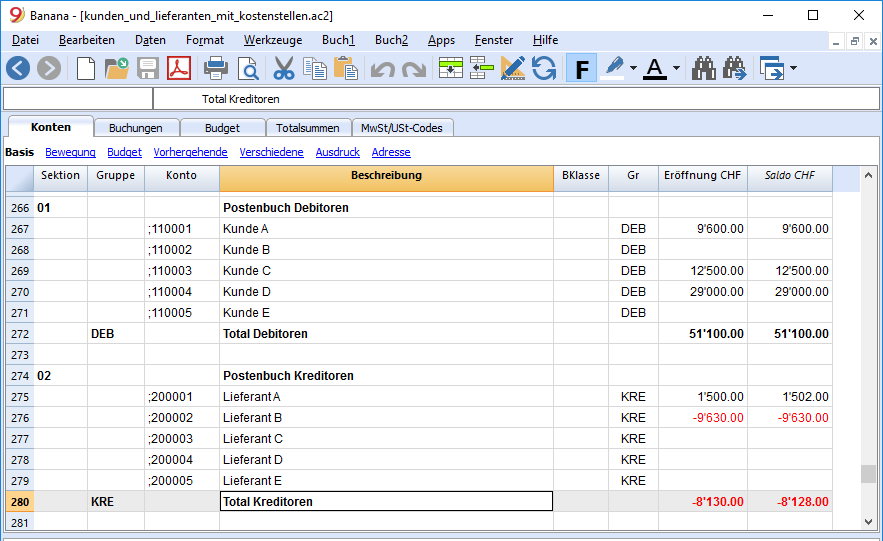 Banana - [kunden_und_lieferanten_mit_kostenstellen.ac2]
Datei Bearbeiten Daten Format Werkzeuge Buch1 Buch2 Apps Fenster Hilfe
F A
Total Kreditoren
Konten Buchungen Budget Totalsummen MwSt/USt-Codes
Basis Bewegung Budget Vorhergehende Verschiedene Ausdruck Adresse
Sektion Gruppe Konto Beschreibung BKlasse Gr Eröffnung CHF Saldo CHF
266 01 Postenbuch Debitoren
267 ;110001 Kunde A DEB 9'600.00 9'600.00
268 ;110002 Kunde B DEB
269 ;110003 Kunde C DEB 12'500.00 12'500.00
270 ;110004 Kunde D DEB 29'000.00 29'000.00
271 ;110005 Kunde E DEB
272 DEB Total Debitoren 51'100.00 51'100.00
273
274 02 Postenbuch Kreditoren
275 ;200001 Lieferant A KRE 1'500.00 1'502.00
276 ;200002 Lieferant B KRE -9'630.00 -9'630.00
277 ;200003 Lieferant C KRE
278 ;200004 Lieferant D KRE
279 ;200005 Lieferant E KRE
280 KRE Total Kreditoren -8'130.00 -8'128.00
281